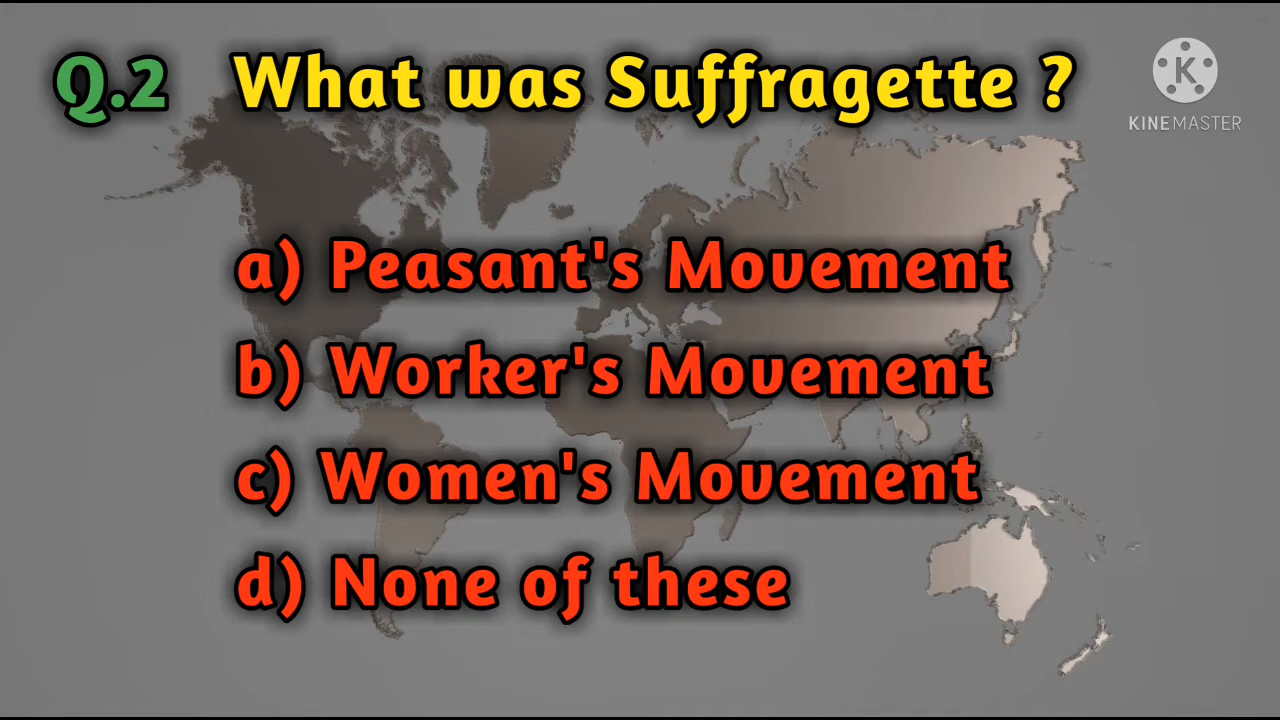 Q.2 What was Suffragette ?
KINEMASTER
a) Peasant's Movement
b) Worker's Movement
c) Women's Movement
d) None of these